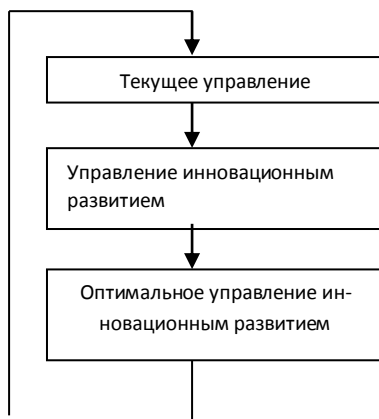 Текущее управление
Управление инновационным
развитием
Оптимальное управление ин-
новационным развитием